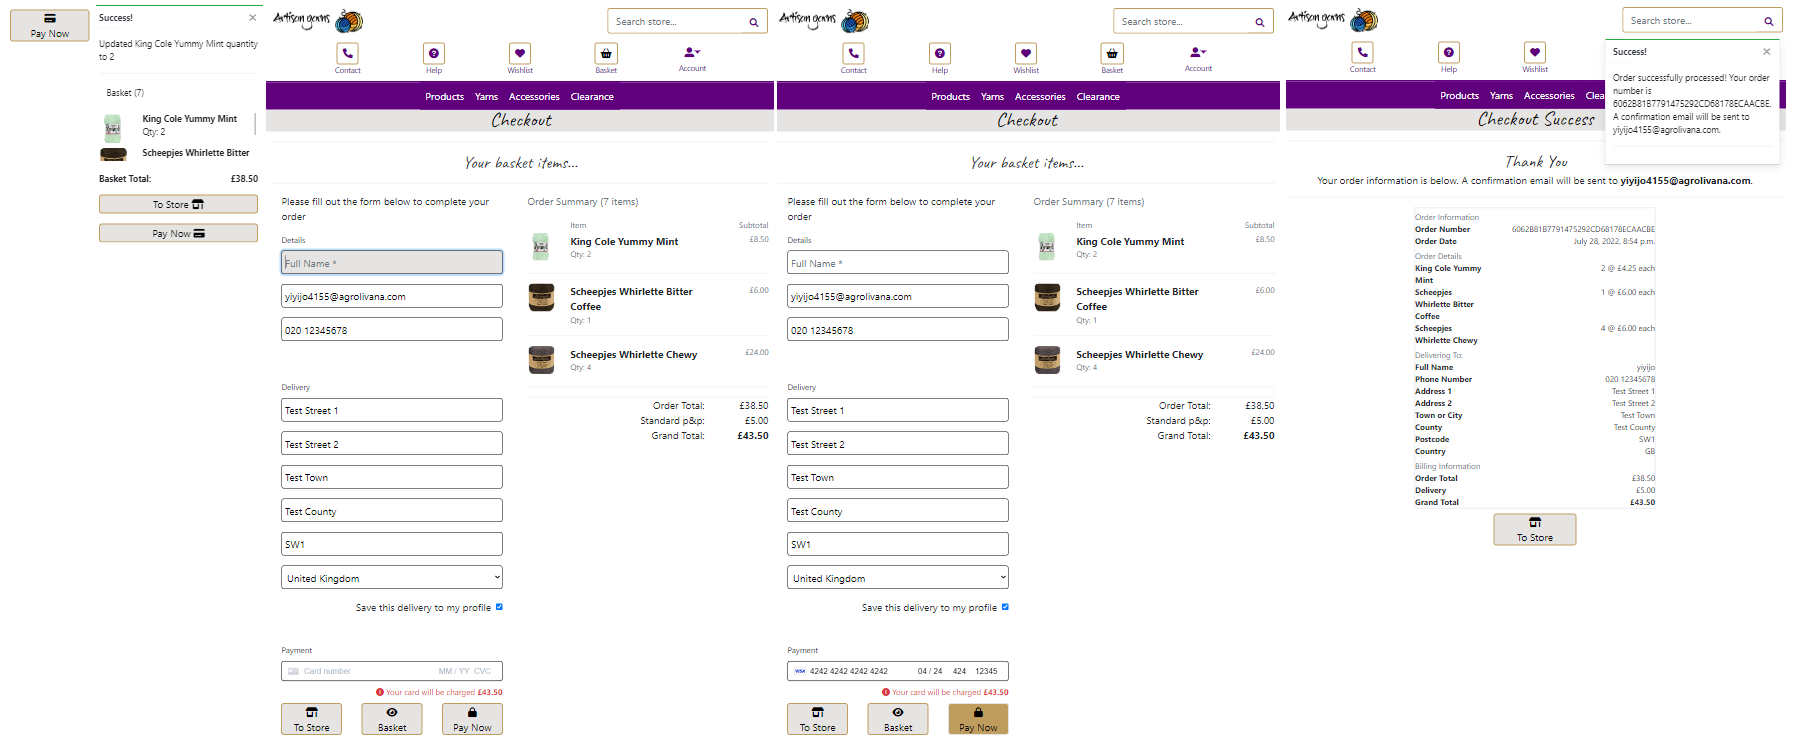 Pay Now
Success!
Updated King Cole Yummy Mint quantity
to 2
Basket (7)
King Cole Yummy Mint
Qty: 2
Scheepjes Whirlette Bitter
Basket Total: £38.50
To Store
Pay Now
Artisan yarns
Search store...
Contact Help Wishlist Basket Account
Products Yarns Accessories Clearance
Checkout
Your basket items...
Please fill out the form below to complete your
order
Details
Full Name *
yiyijo4155@agrolivana.com
020 12345678
Delivery
Test Street 1
Test Street 2
Test Town
Test County
SW1
United Kingdom
Save this delivery to my profile
Payment
Card number MM / YY CVC
Your card will be charged £43.50
To Store Basket Pay Now
Order Summary (7 items)
Item Subtotal
King Cole Yummy Mint £8.50
Qty: 2
Scheepjes Whirlette Bitter £6.00
Coffee
Qty: 1
Scheepjes Whirlette Chewy £24.00
Qty: 4
Order Total: £38.50
Standard p&p: £5.00
Grand Total: £43.50
Artisan yarns
Search store...
Contact Help Wishlist Basket Account
Products Yarns Accessories Clearance
Checkout
Your basket items...
Please fill out the form below to complete your
order
Details
Full Name *
yiyijo4155@agrolivana.com
020 12345678
Delivery
Test Street 1
Test Street 2
Test Town
Test County
SW1
United Kingdom
Save this delivery to my profile
Payment
VISA 4242 4242 4242 4242 04 / 24 424 12345
Your card will be charged £43.50
To Store Basket Pay Now
Order Summary (7 items)
Item Subtotal
King Cole Yummy Mint £8.50
Qty: 2
Scheepjes Whirlette Bitter £6.00
Coffee
Qty: 1
Scheepjes Whirlette Chewy £24.00
Qty: 4
Order Total: £38.50
Standard p&p: £5.00
Grand Total: £43.50
Artisan yarns
Search store...
Contact Help Wishlist
Products Yarns Accessories Clea
Success!
Order successfully processed! Your order
number is
6062B81B7791475292CD68178ECAACBE.
A confirmation email will be sent to
yiyijo4155@agrolivana.com.
Checkout Success
Thank You
Your order information is below. A confirmation email will be sent to yiyijo4155@agrolivana.com.
Order Information
Order Number 6062B81B7791475292CD68178ECAACBE
Order Date July 28, 2022, 8:54 p.m.
Order Details
King Cole Yummy 2 @ £4.25 each
Mint
Scheepjes 1 @ £6.00 each
Whirlette Bitter
Coffee
Scheepjes 4 @ £6.00 each
Whirlette Chewy
Delivering To:
Full Name yiyijo
Phone Number 020 12345678
Address 1 Test Street 1
Address 2 Test Street 2
Town or City Test Town
County Test County
Postcode SW1
Country GB
Billing Information
Order Total £38.50
Delivery £5.00
Grand Total £43.50
To Store